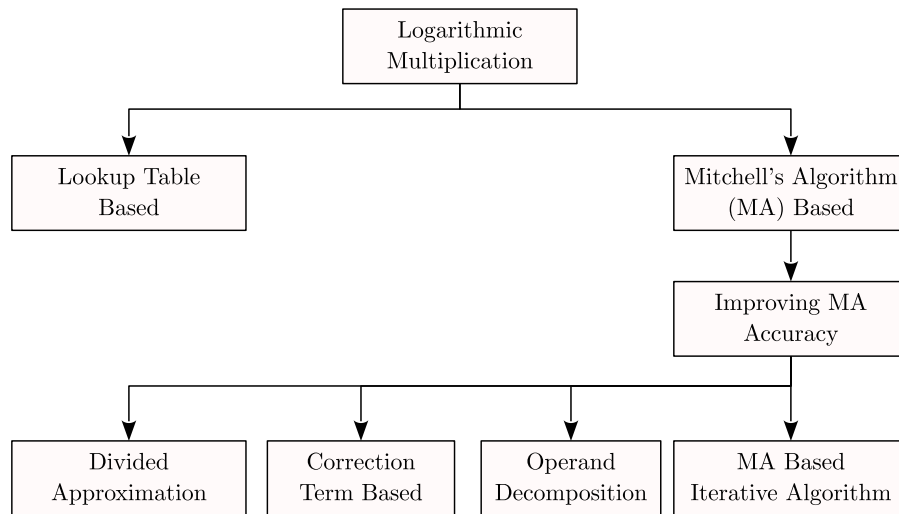 Logarithmic
Multiplication
Lookup Table
Based
Mitchell's Algorithm
(MA) Based
Improving MA
Accuracy
Divided
Approximation
Correction
Term Based
Operand
Decomposition
MA Based
Iterative Algorithm